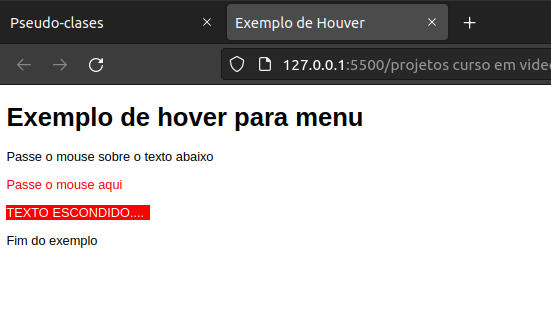 Pseudo-clases
Exemplo de Houver
127.0.0.1:5500/projetos curso em vide
Exemplo de hover para menu
Passe o mouse sobre o texto abaixo
Passe o mouse aqui
TEXTO ESCONDIDO....
Fim do exemplo